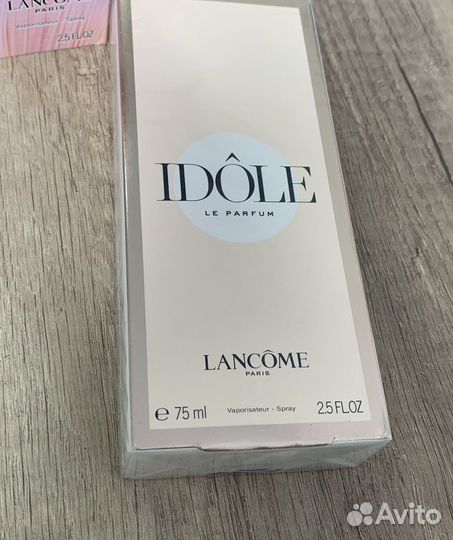 LANCÔME
PARIS
Vaporisateur - Spray
2.5 FL.OZ
IDÔLE
LE PARFUM
LANCÔME
PARIS
e 75 ml Vaporisateur - Spray 2.5 FL.OZ
Avito